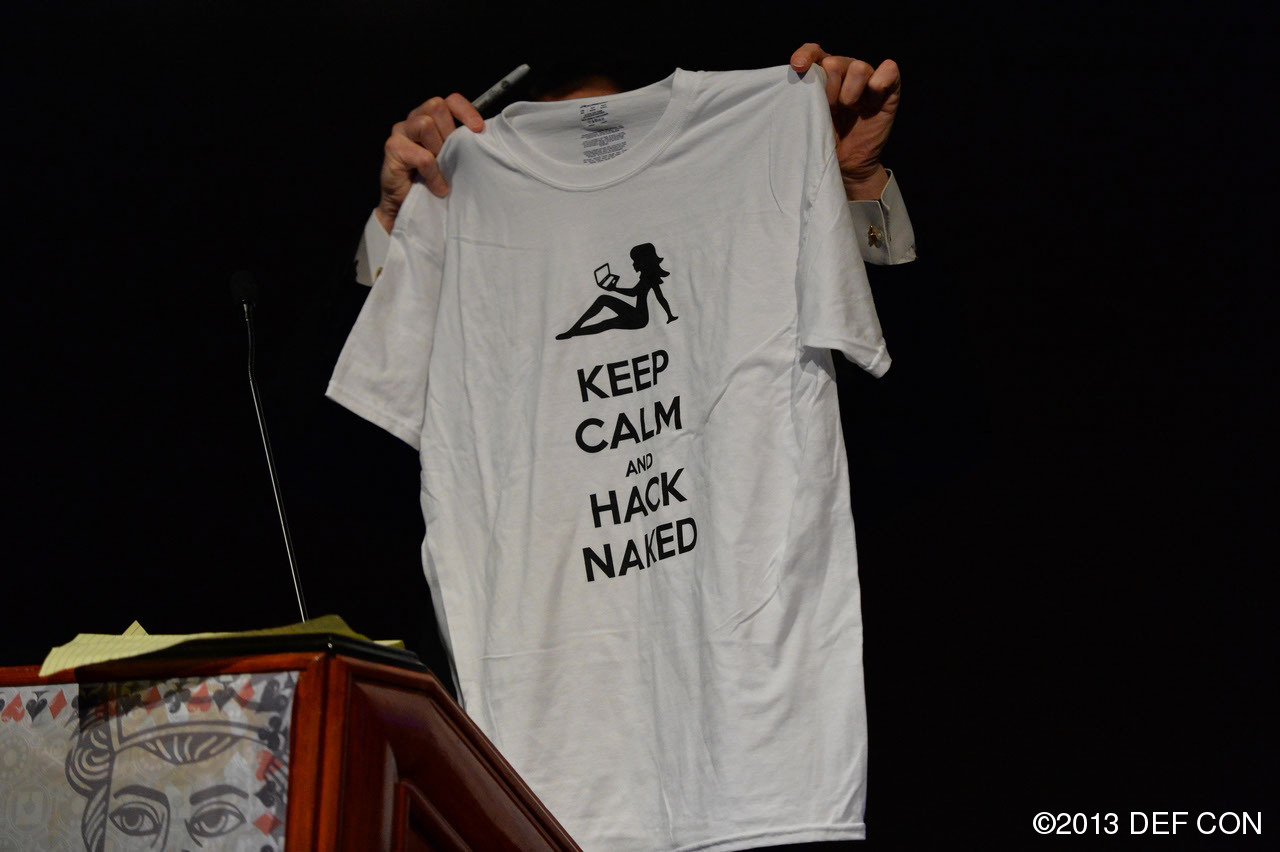 KEEP
CALM
AND
HACK
NAKED
©2013 DEF CON